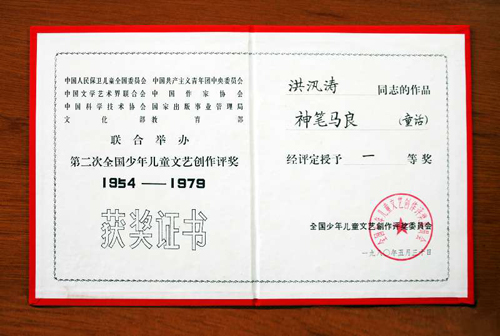 中国人民保卫儿童全国委员会 中国共产主义青年团中央委员会
中国文学艺术界联合会 中国作家协会
中国科学技术协会 国家出版事业管理局
文化部 教育部
联合举办
第二次全国少年儿童文艺创作评奖
1954——1979
获奖证书
洪汛涛 同志的作品
神笔马良 (童话)
经评定授予 一 等奖
全国少年儿童文艺创作评奖委员会
一九八〇年五月三十日